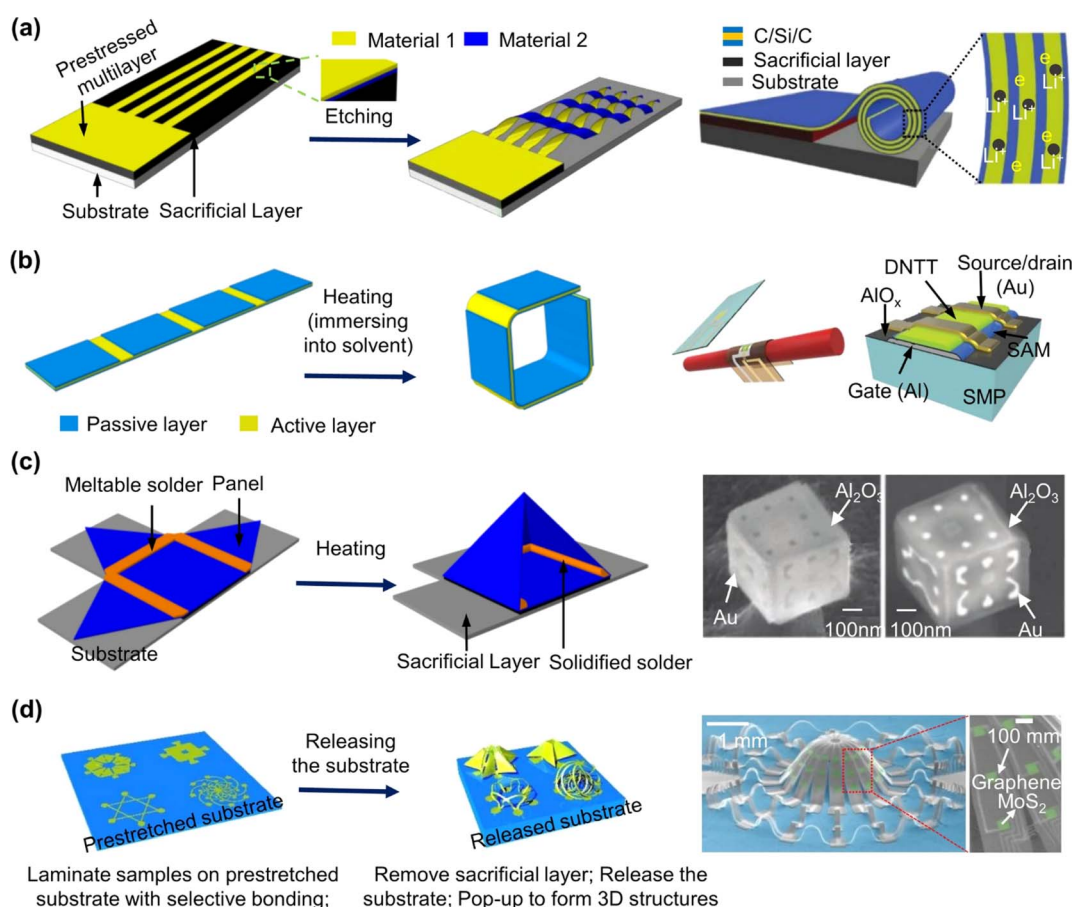 (a)
Prestressed
multilayer
Material 1
Material 2
Etching
Substrate
Sacrificial Layer
C/Si/C
Sacrificial layer
Substrate
e
Li+
Li+
Li+
e
Li+
Li+
e
(b)
Heating
(immersing
into solvent)
Passive layer
Active layer
DNTT
Source/drain
(Au)
AlOx
SAM
Gate (Al)
SMP
(c)
Meltable solder
Panel
Heating
Substrate
Sacrificial Layer
Solidified solder
Al2O3
Al2O3
Au
100nm
100nm
Au
(d)
Releasing
the substrate
Prestretched substrate
Released substrate
1 mm
100 mm
Graphene
MoS2
Laminate samples on prestretched
substrate with selective bonding;
Remove sacrificial layer; Release the
substrate; Pop-up to form 3D structures